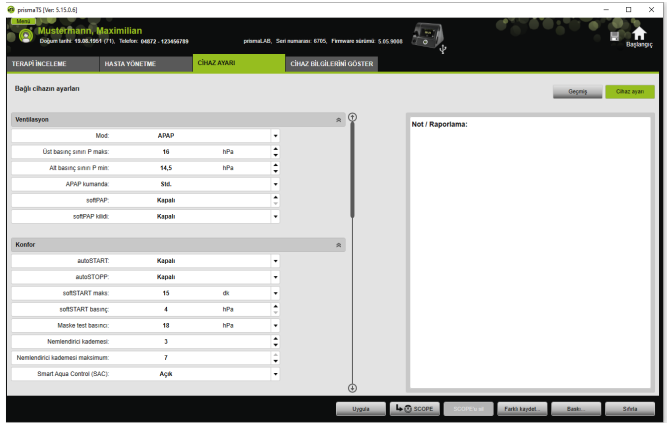 prismaTS [Ver: 5.15.0.6]
Menü
Mustermann, Maximilian
Doğum tarihi: 19.08.1951 (71), Telefon: 04872 - 123456789
prismaLAB, Seri numarası: 6705, Firmware sürümü: 5.05.9000
Başlangıç
TERAPİ İNCELEME
HASTA YÖNETME
CİHAZ AYARI
CİHAZ BİLGİLERİNİ GÖSTER
Bağlı cihazın ayarları
Geçmiş
Cihaz ayarı
Ventilasyon
Mod: APAP
Üst basınç sınırı P maks: 16 hPa
Alt basınç sınırı P min: 14,5 hPa
APAP kumanda: Std.
softPAP: Kapalı
softPAP kilidi: Kapalı
Konfor
autoSTART: Kapalı
autoSTOPP: Kapalı
softSTART maks: 15 dk
softSTART basınç: 4 hPa
Maske test basıncı: 18 hPa
Nemlendirici kademesi: 3
Nemlendirici kademesi maksimum: 7
Smart Aqua Control (SAC): Açık
Not / Raporlama:
Uygula
SCOPE
Farklı kaydet...
Baskı...
Sıfırla